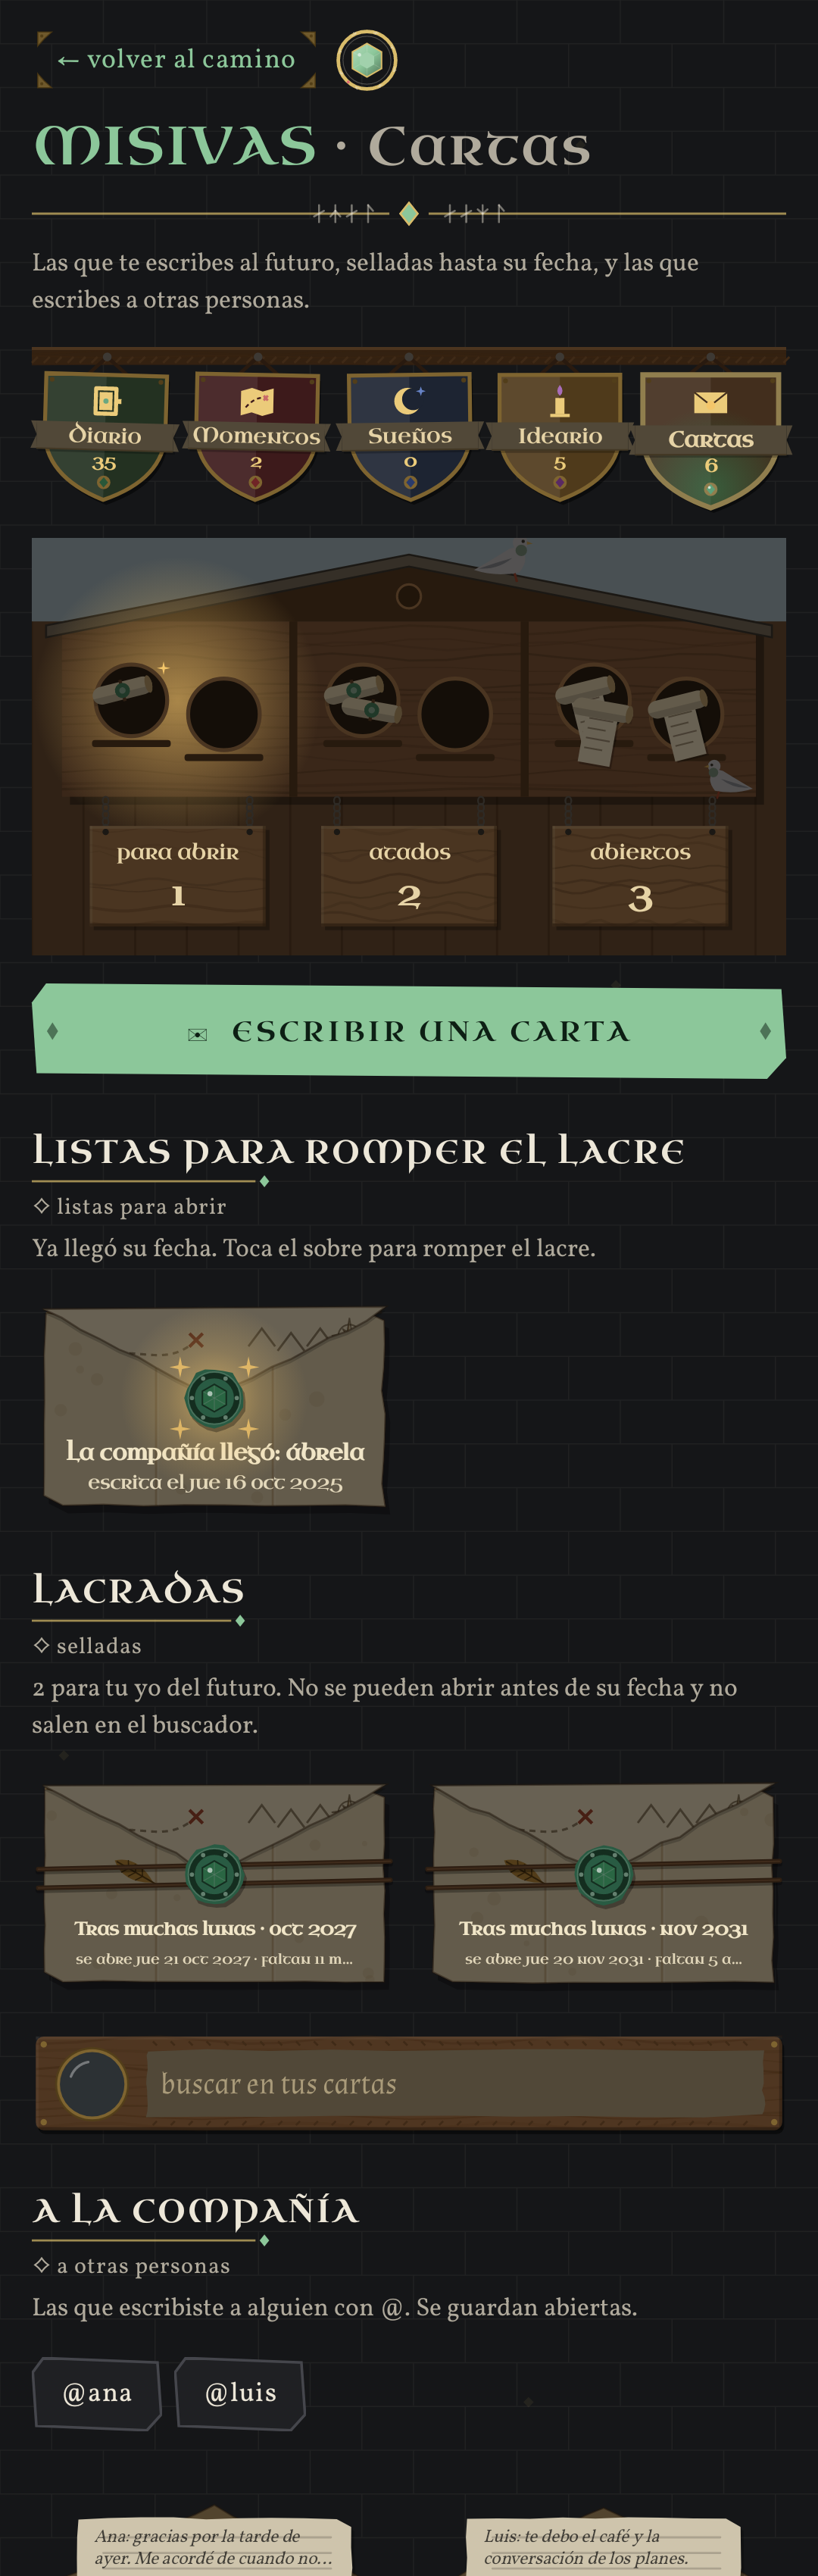 ← volver al camino
MISIVAS · Cartas
Las que te escribes al futuro, selladas hasta su fecha, y las que
escribes a otras personas.
Diario
35
Momentos
2
Sueños
0
Ideario
5
Cartas
6
para abrir
1
atados
2
abiertos
3
✉ ESCRIBIR UNA CARTA
Listas para romper el lacre
✧ listas para abrir
Ya llegó su fecha. Toca el sobre para romper el lacre.
La compañía llegó: ábrela
escrita el jue 16 oct 2025
Lacradas
✧ selladas
2 para tu yo del futuro. No se pueden abrir antes de su fecha y no
salen en el buscador.
Tras muchas lunas · oct 2027
se abre jue 21 oct 2027 · faltan 11 m…
Tras muchas lunas · nov 2031
se abre jue 20 nov 2031 · faltan 5 a…
buscar en tus cartas
a la compañía
✧ a otras personas
Las que escribiste a alguien con @. Se guardan abiertas.
@ana
@luis
Ana: gracias por la tarde de
ayer. Me acordé de cuando no…
Luis: te debo el café y la
conversación de los planes.